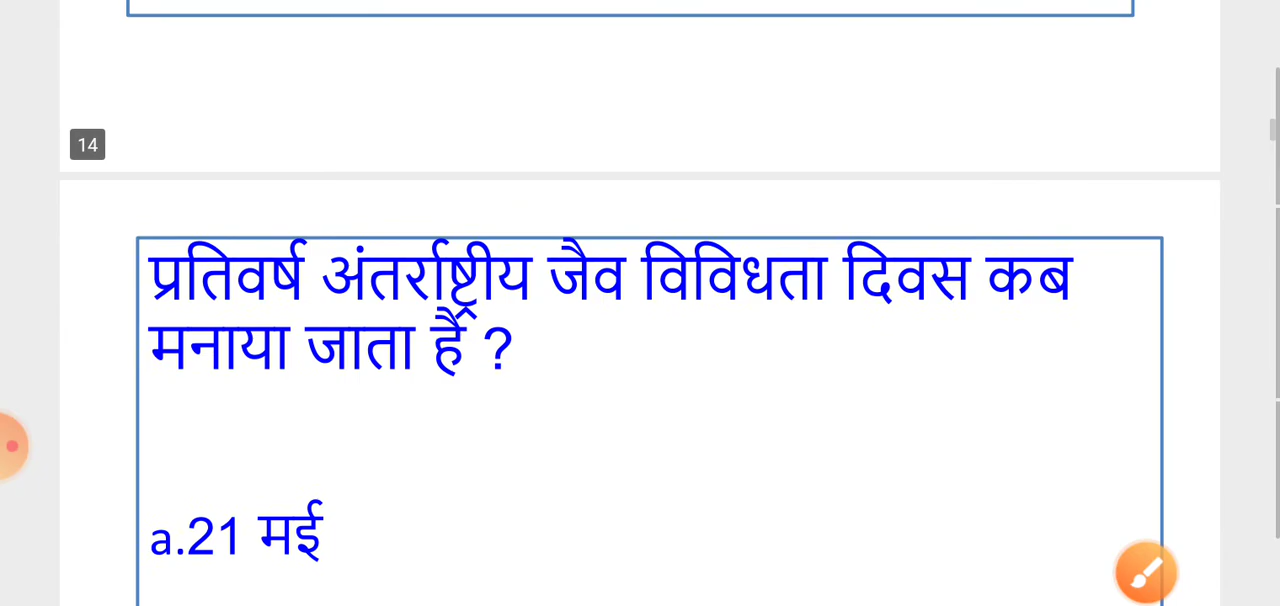 14
प्रतिवर्ष अंतर्राष्ट्रीय जैव विविधता दिवस कब
मनाया जाता है ?
a.21 मई